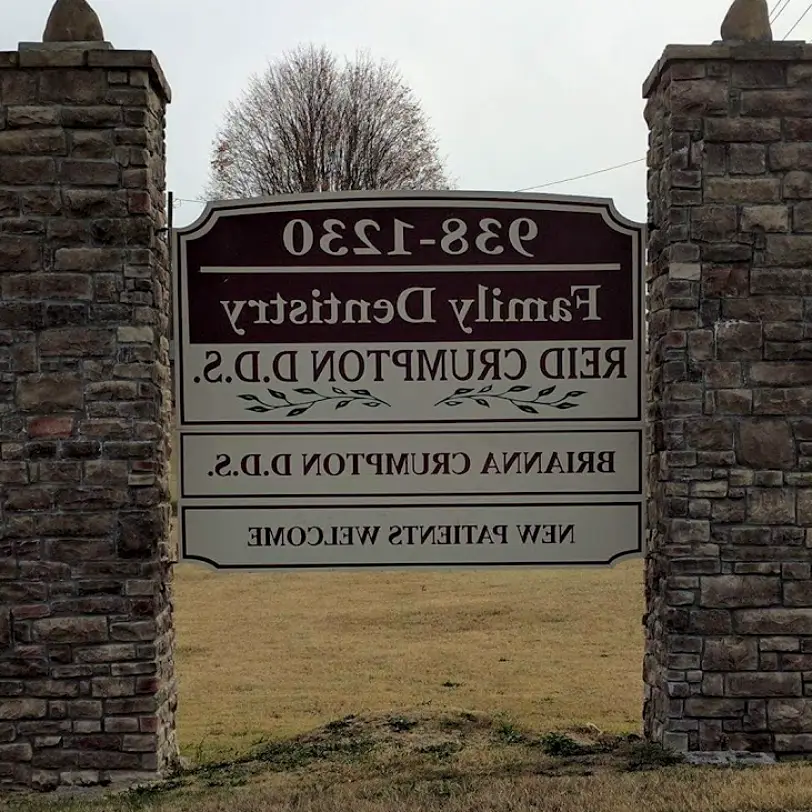 938-1230
Family Dentistry
REID CRUMPTON D.D.S.
BRIANNA CRUMPTON D.D.S.
NEW PATIENTS WELCOME